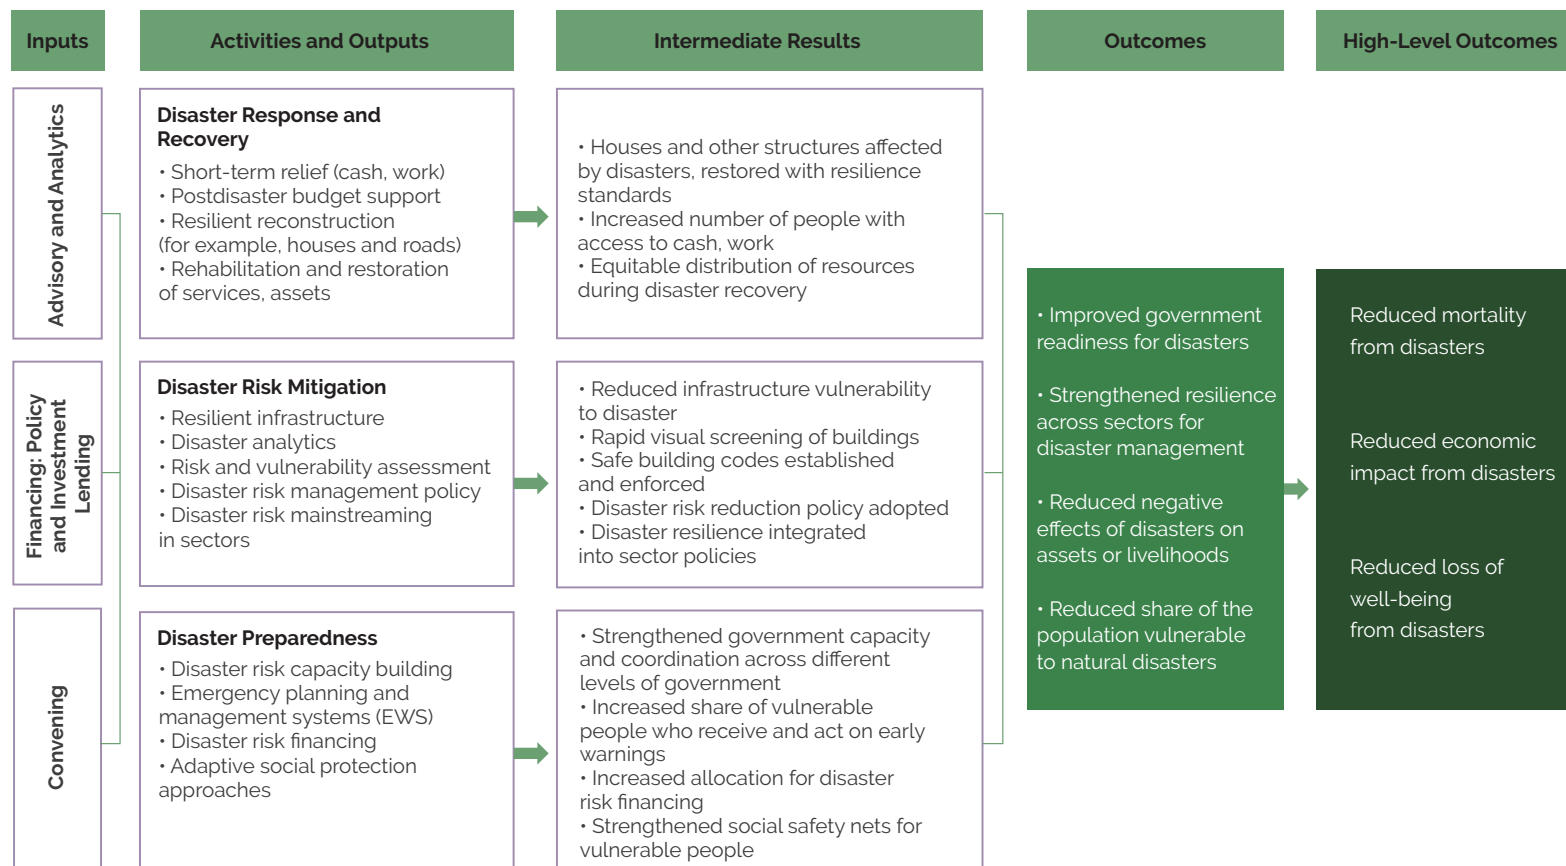 Inputs
Activities and Outputs
Intermediate Results
Outcomes
High-Level Outcomes
Advisory and Analytics
Financing: Policy
and Investment
Lending
Convening
Disaster Response and
Recovery
• Short-term relief (cash, work)
• Postdisaster budget support
• Resilient reconstruction
(for example, houses and roads)
• Rehabilitation and restoration
of services, assets
• Houses and other structures affected
by disasters, restored with resilience
standards
• Increased number of people with
access to cash, work
• Equitable distribution of resources
during disaster recovery
Disaster Risk Mitigation
• Resilient infrastructure
• Disaster analytics
• Risk and vulnerability assessment
• Disaster risk management policy
• Disaster risk mainstreaming
in sectors
• Reduced infrastructure vulnerability
to disaster
• Rapid visual screening of buildings
• Safe building codes established
and enforced
• Disaster risk reduction policy adopted
• Disaster resilience integrated
into sector policies
Disaster Preparedness
• Disaster risk capacity building
• Emergency planning and
management systems (EWS)
• Disaster risk financing
• Adaptive social protection
approaches
• Strengthened government capacity
and coordination across different
levels of government
• Increased share of vulnerable
people who receive and act on early
warnings
• Increased allocation for disaster
risk financing
• Strengthened social safety nets for
vulnerable people
• Improved government
readiness for disasters
• Strengthened resilience
across sectors for
disaster management
• Reduced negative
effects of disasters on
assets or livelihoods
• Reduced share of the
population vulnerable
to natural disasters
Reduced mortality
from disasters
Reduced economic
impact from disasters
Reduced loss of
well-being
from disasters